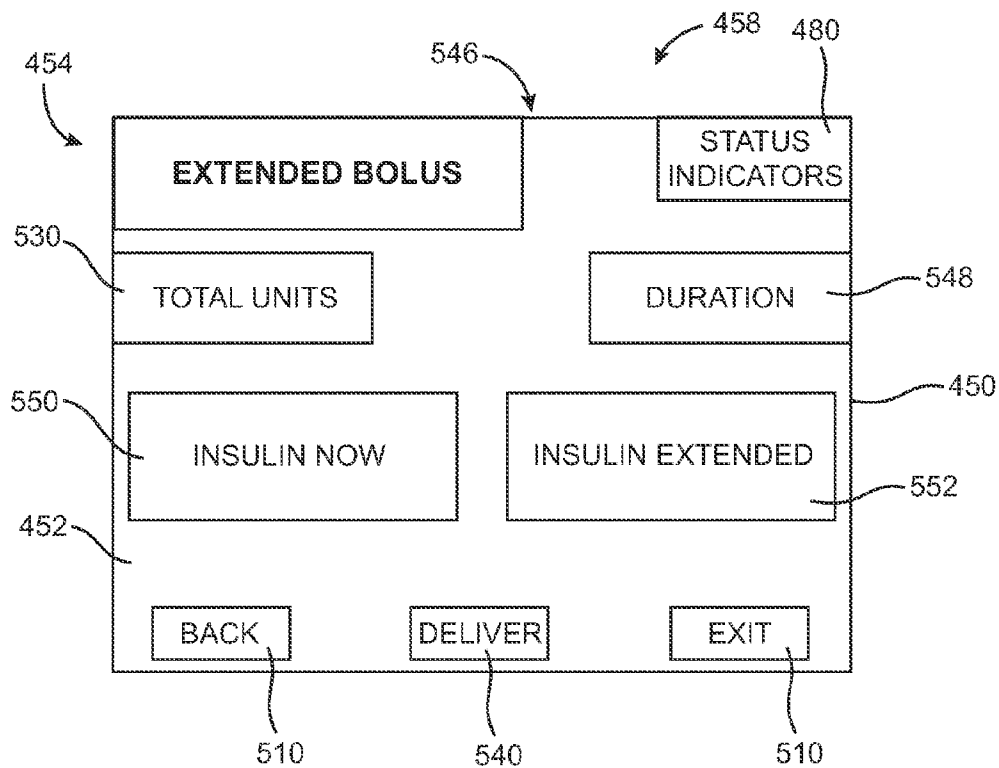 458
480
546
454
STATUS
INDICATORS
EXTENDED BOLUS
530
548
TOTAL UNITS
DURATION
450
550
INSULIN NOW
INSULIN EXTENDED
552
452
BACK
DELIVER
EXIT
510
540
510